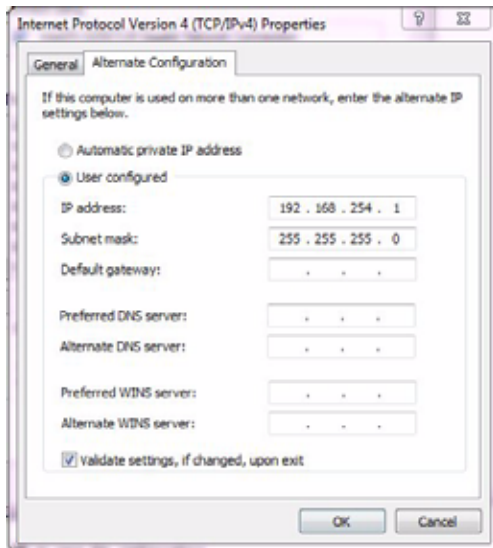 Internet Protocol Version 4 (TCP/IPv4) Properties
General Alternate Configuration
If this computer is used on more than one network, enter the alternate IP
settings below.
Automatic private IP address
User configured
IP address: 192 . 168 . 254 . 1
Subnet mask: 255 . 255 . 255 . 0
Default gateway: . . .
Preferred DNS server: . . .
Alternate DNS server: . . .
Preferred WINS server: . . .
Alternate WINS server: . . .
Validate settings, if changed, upon exit
OK Cancel